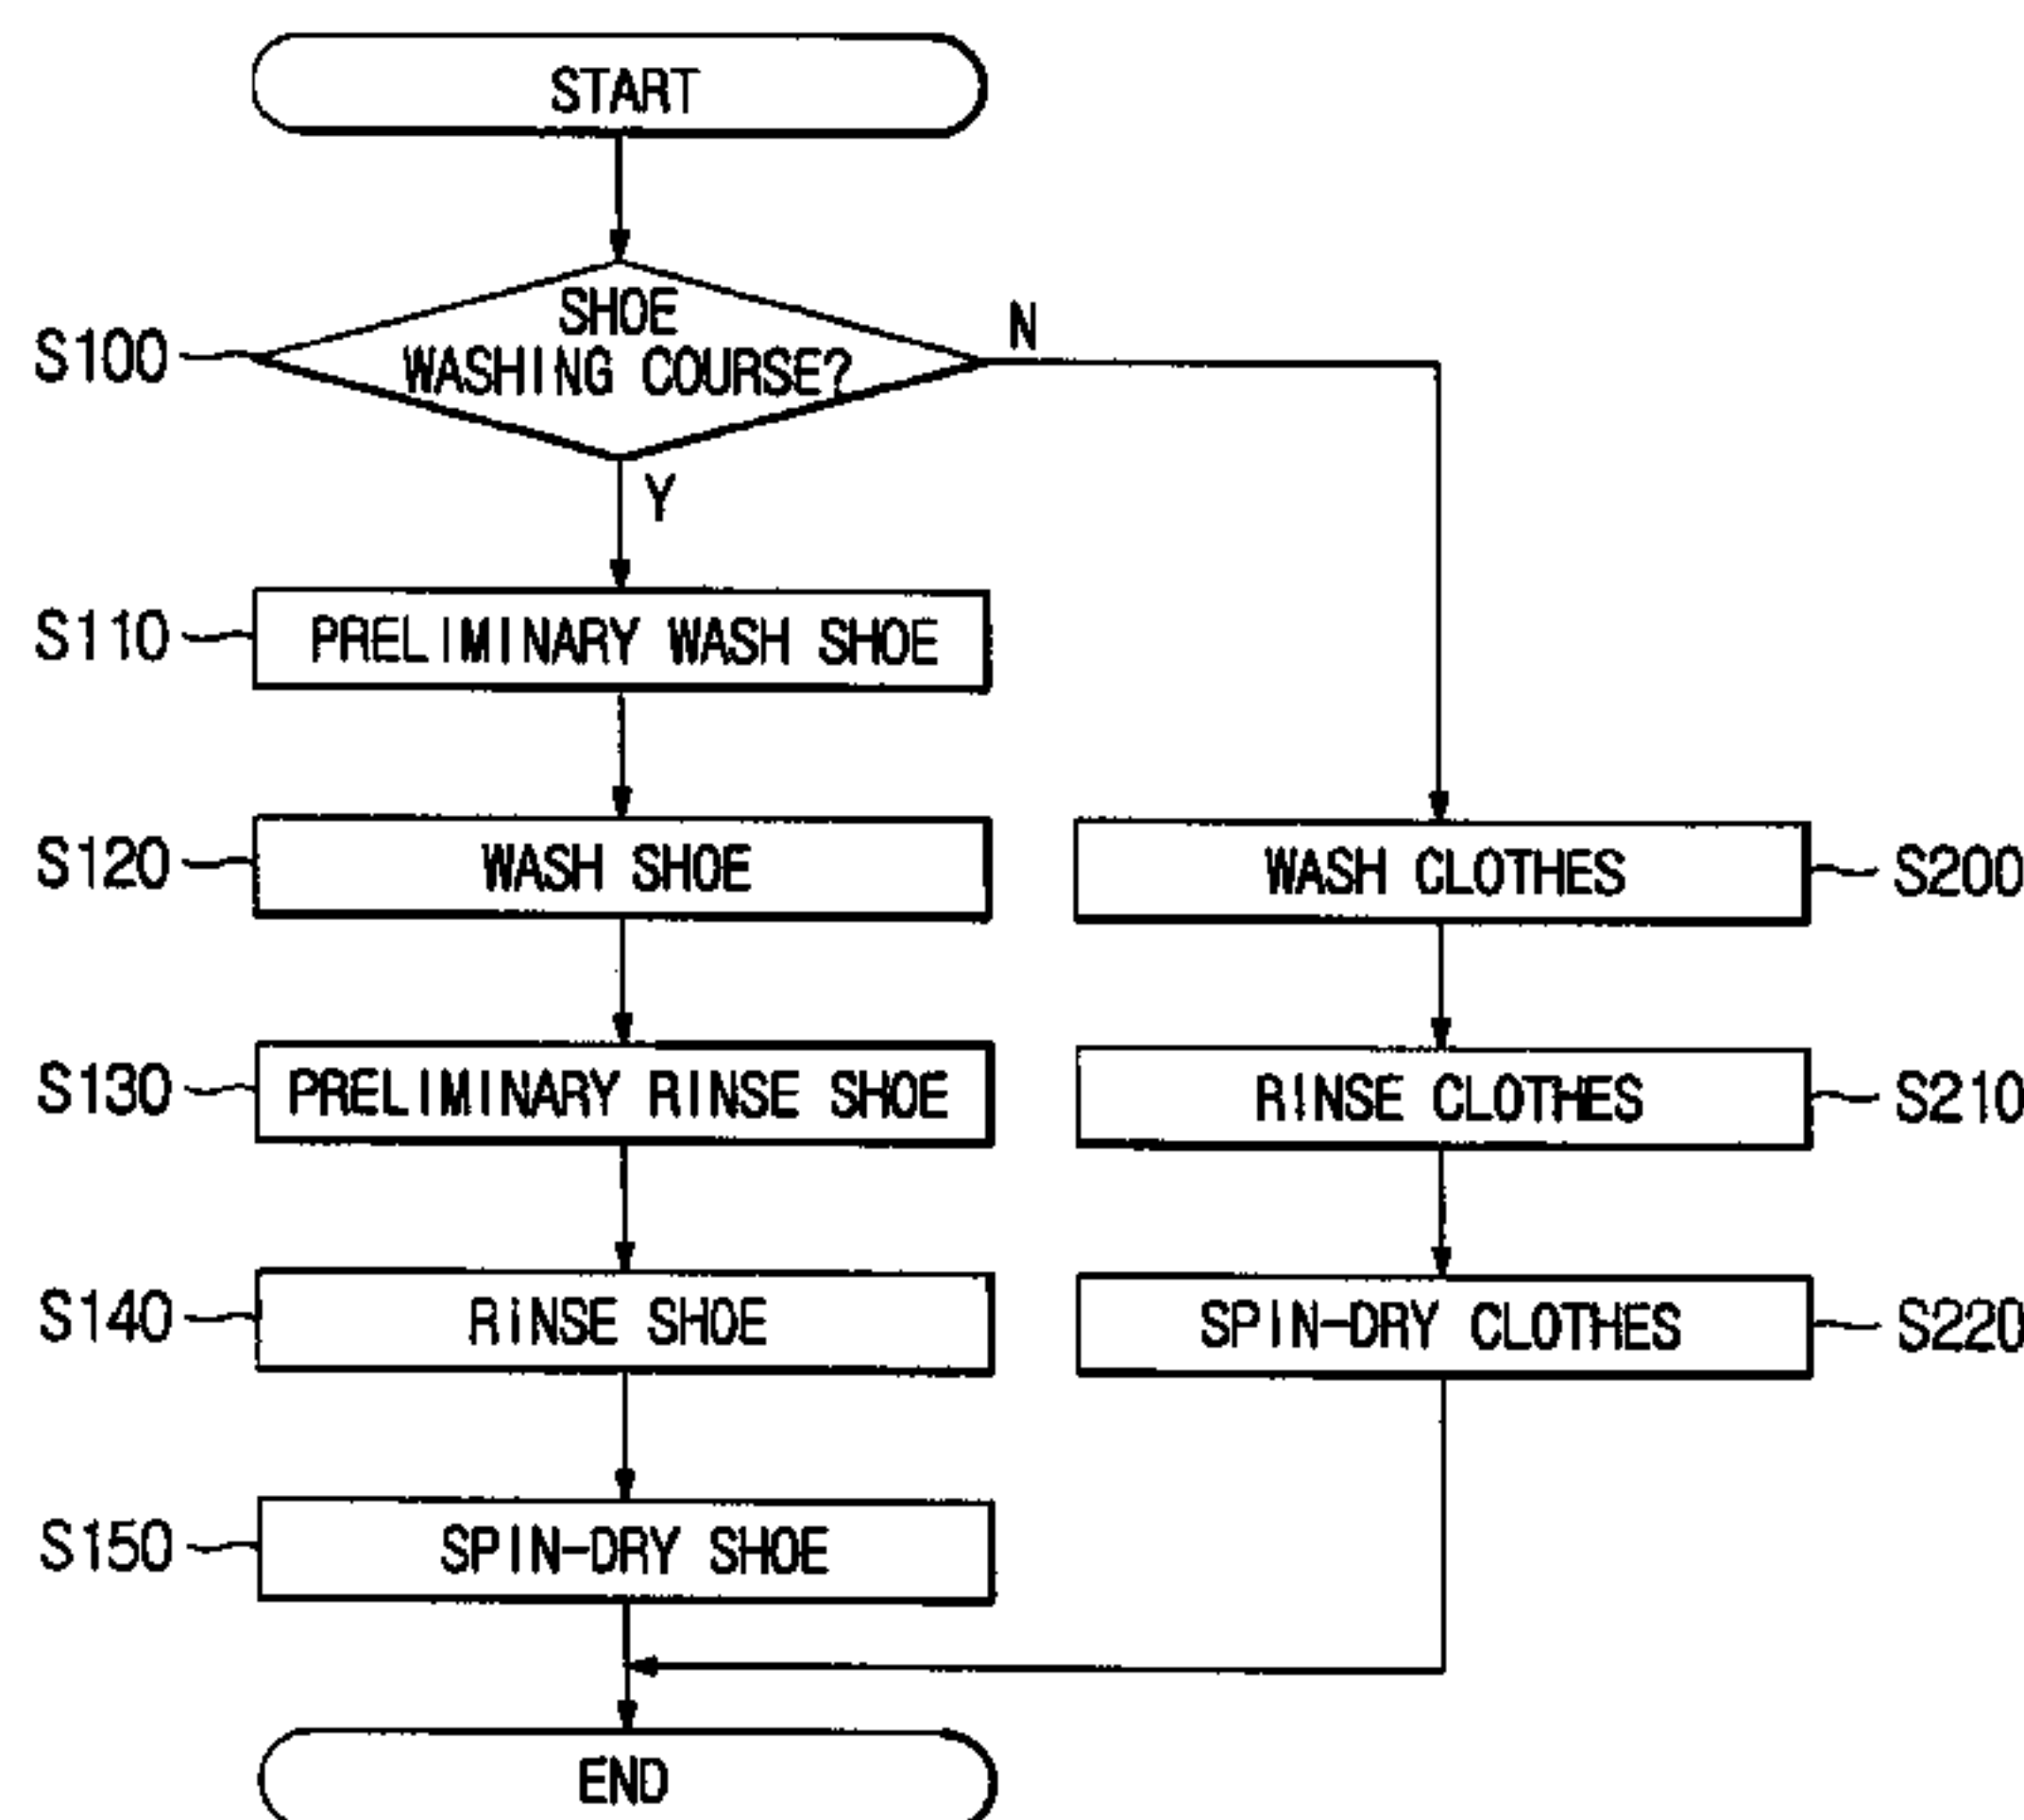 START
SHOE
WASHING COURSE?
S100
N
Y
S110
PRELIMINARY WASH SHOE
S120
WASH SHOE
WASH CLOTHES
S200
S130
PRELIMINARY RINSE SHOE
RINSE CLOTHES
S210
S140
RINSE SHOE
SPIN-DRY CLOTHES
S220
S150
SPIN-DRY SHOE
END